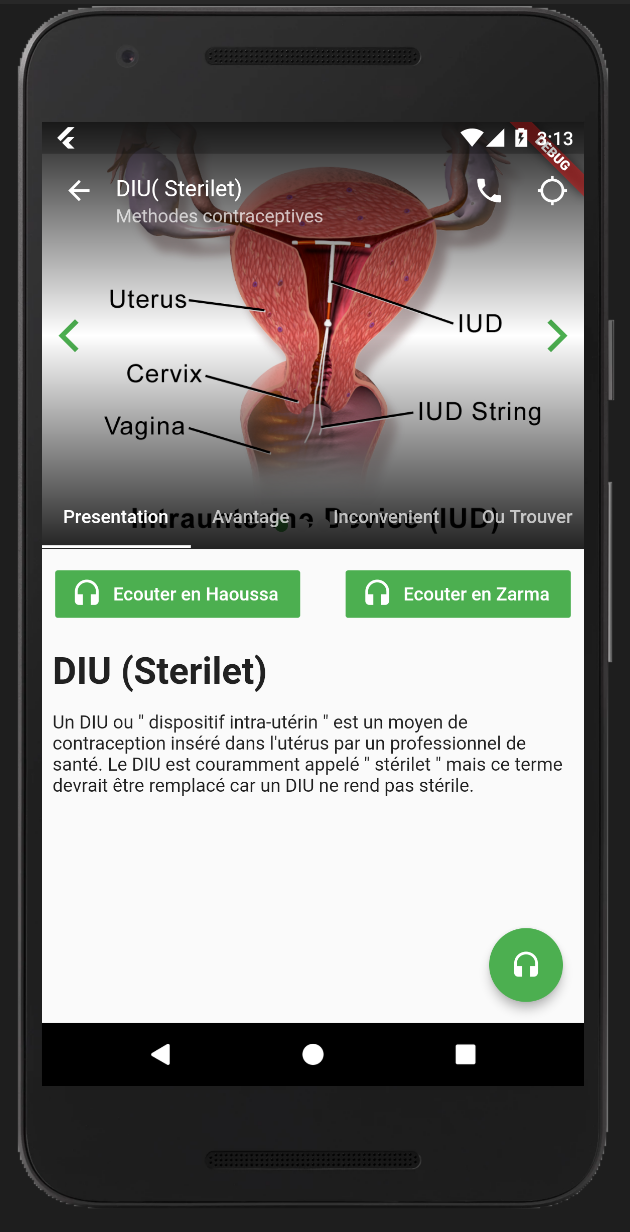 3:13
DEBUG
DIU( Sterilet)
Methodes contraceptives
Uterus
IUD
Cervix
IUD String
Vagina
Intrauterine Device (IUD)
Presentation Avantage Inconvenient Ou Trouver
Ecouter en Haoussa
Ecouter en Zarma
DIU (Sterilet)
Un DIU ou " dispositif intra-utérin " est un moyen de
contraception inséré dans l'utérus par un professionnel de
santé. Le DIU est couramment appelé " stérilet " mais ce terme
devrait être remplacé car un DIU ne rend pas stérile.